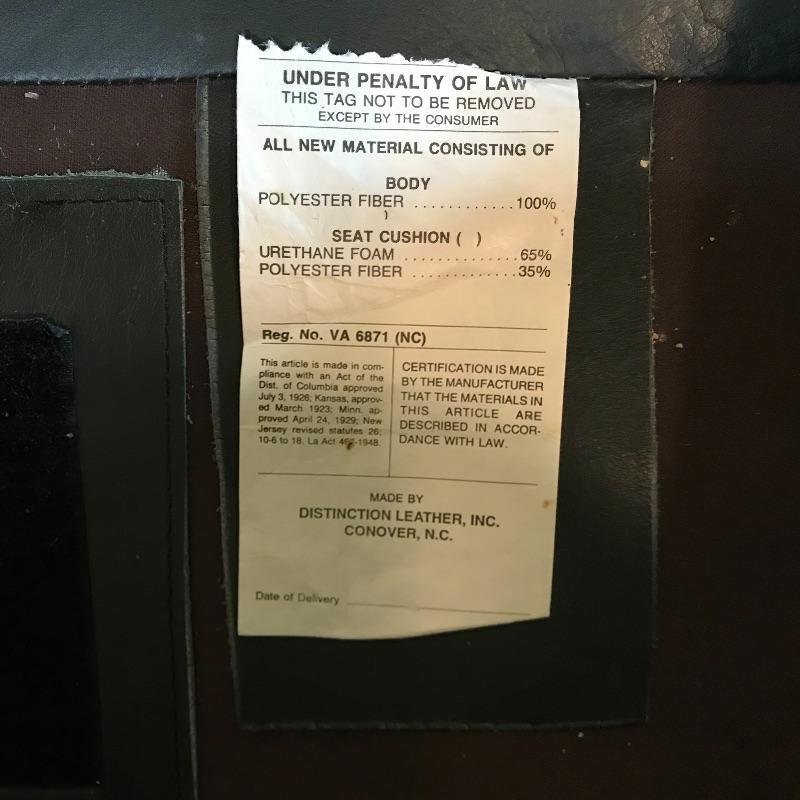 UNDER PENALTY OF LAW
THIS TAG NOT TO BE REMOVED
EXCEPT BY THE CONSUMER
ALL NEW MATERIAL CONSISTING OF
BODY
POLYESTER FIBER ............100%
SEAT CUSHION ( )
URETHANE FOAM ............65%
POLYESTER FIBER ...........35%
Reg. No. VA 6871 (NC)
This article is made in com-
pliance with an Act of the
Dist. of Columbia approved
July 3, 1926; Kansas, approv-
ed March 1923; Minn. ap-
proved April 24, 1929; New
Jersey revised statutes 26;
10-6 to 18. La Act
CERTIFICATION IS MADE
BY THE MANUFACTURER
THAT THE MATERIALS IN
THIS ARTICLE ARE
DESCRIBED IN ACCOR-
DANCE WITH LAW.
MADE BY
DISTINCTION LEATHER, INC.
CONOVER, N.C.
Date of Delivery